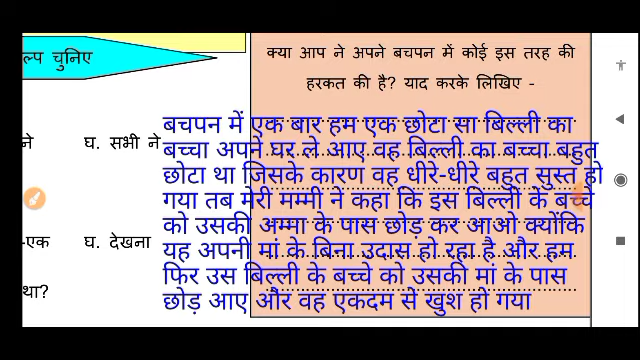 ल्प चुनिए
क्या आप ने अपने बचपन में कोई इस तरह की
हरकत की है? याद करके लिखिए -
ने
घ. सभी ने
-एक
घ. देखना
था?
बचपन में एक बार हम एक छोटा सा बिल्ली का
बच्चा अपने घर ले आए वह बिल्ली का बच्चा बहुत
छोटा था जिसके कारण वह धीरे-धीरे बहुत सुस्त हो
गया तब मेरी मम्मी ने कहा कि इस बिल्ली के बच्चे
को उसकी अम्मा के पास छोड़ कर आओ क्योंकि
यह अपनी मां के बिना उदास हो रहा है और हम
फिर उस बिल्ली के बच्चे को उसकी मां के पास
छोड़ आए और वह एकदम से खुश हो गया